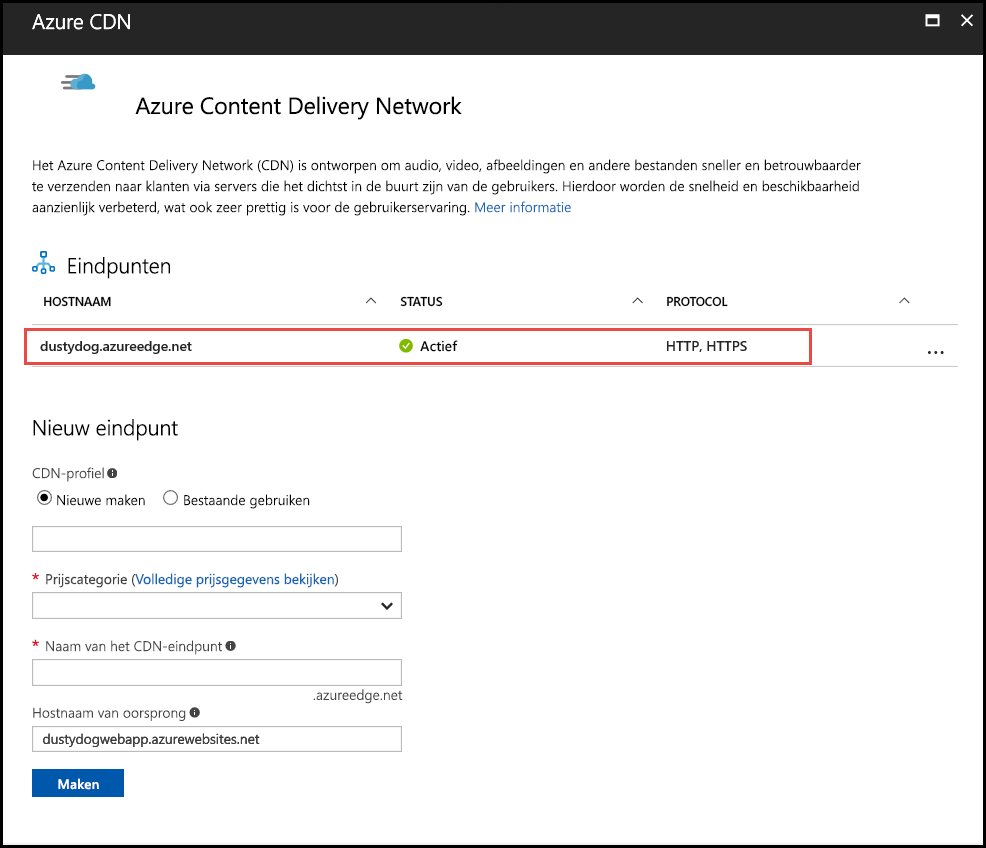 Azure CDN
Azure Content Delivery Network
Het Azure Content Delivery Network (CDN) is ontworpen om audio, video, afbeeldingen en andere bestanden sneller en betrouwbaarder
te verzenden naar klanten via servers die het dichtst in de buurt zijn van de gebruikers. Hierdoor worden de snelheid en beschikbaarheid
aanzienlijk verbeterd, wat ook zeer prettig is voor de gebruikerservaring. Meer informatie
Eindpunten
HOSTNAAM STATUS PROTOCOL
dustydog.azureedge.net Actief HTTP, HTTPS ...
Nieuw eindpunt
CDN-profiel
Nieuwe maken Bestaande gebruiken
* Prijscategorie (Volledige prijsgegevens bekijken)
* Naam van het CDN-eindpunt
.azureedge.net
Hostnaam van oorsprong
dustydogwebapp.azurewebsites.net
Maken